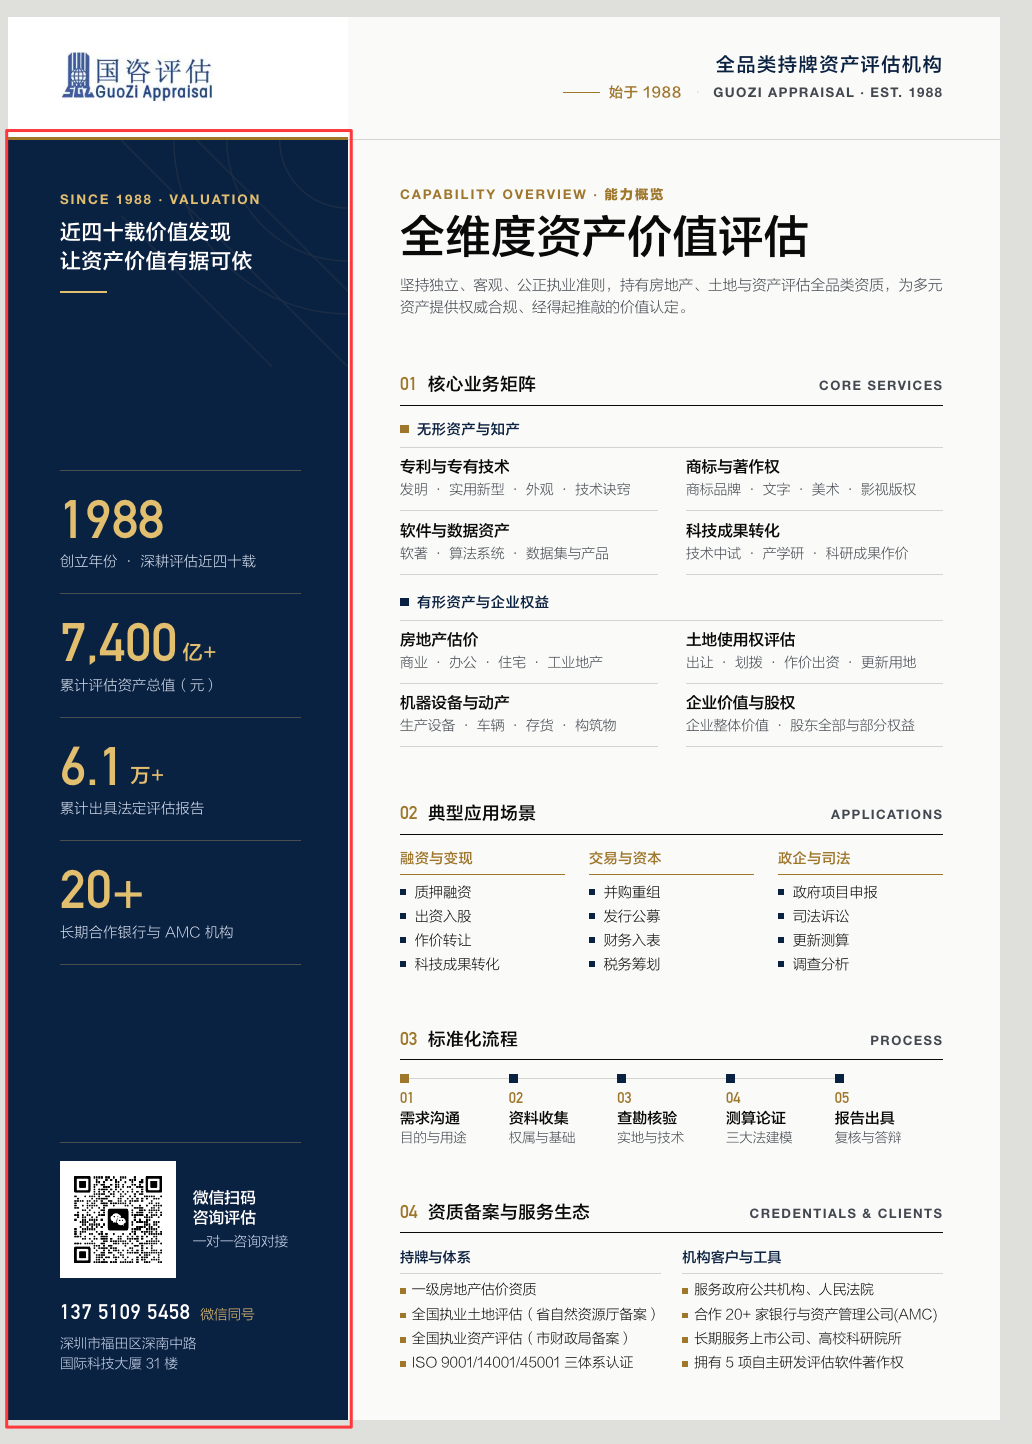 国咨评估
GuoZi Appraisal
全品类持牌资产评估机构
始于 1988 · GUOZI APPRAISAL · EST. 1988
SINCE 1988 · VALUATION
近四十载价值发现
让资产价值有据可依
1988
创立年份 · 深耕评估近四十载
7,400 亿+
累计评估资产总值（元）
6.1 万+
累计出具法定评估报告
20+
长期合作银行与 AMC 机构
微信扫码
咨询评估
一对一咨询对接
137 5109 5458 微信同号
深圳市福田区深南中路
国际科技大厦 31 楼
CAPABILITY OVERVIEW · 能力概览
全维度资产价值评估
坚持独立、客观、公正执业准则，持有房地产、土地与资产评估全品类资质，为多元
资产提供权威合规、经得起推敲的价值认定。
01 核心业务矩阵 CORE SERVICES
无形资产与知产
专利与专有技术 商标与著作权
发明 · 实用新型 · 外观 · 技术诀窍 商标品牌 · 文字 · 美术 · 影视版权
软件与数据资产 科技成果转化
软著 · 算法系统 · 数据集与产品 技术中试 · 产学研 · 科研成果作价
有形资产与企业权益
房地产估价 土地使用权评估
商业 · 办公 · 住宅 · 工业地产 出让 · 划拨 · 作价出资 · 更新用地
机器设备与动产 企业价值与股权
生产设备 · 车辆 · 存货 · 构筑物 企业整体价值 · 股东全部与部分权益
02 典型应用场景 APPLICATIONS
融资与变现 交易与资本 政企与司法
质押融资 并购重组 政府项目申报
出资入股 发行公募 司法诉讼
作价转让 财务入表 更新测算
科技成果转化 税务筹划 调查分析
03 标准化流程 PROCESS
01 02 03 04 05
需求沟通 资料收集 查勘核验 测算论证 报告出具
目的与用途 权属与基础 实地与技术 三大法建模 复核与答辩
04 资质备案与服务生态 CREDENTIALS & CLIENTS
持牌与体系 机构客户与工具
一级房地产估价资质 服务政府公共机构、人民法院
全国执业土地评估（省自然资源厅备案） 合作 20+ 家银行与资产管理公司(AMC)
全国执业资产评估（市财政局备案） 长期服务上市公司、高校科研院所
ISO 9001/14001/45001 三体系认证 拥有 5 项自主研发评估软件著作权